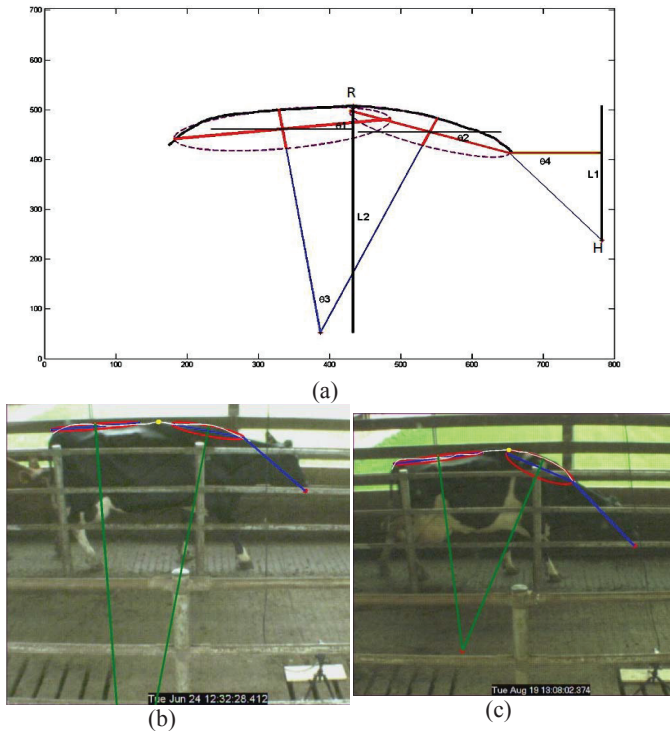 700
600
500
400
300
200
100
0
R
θ1
θ2
θ4
L1
L2
H
θ3
0 100 200 300 400 500 600 700 800
(a)
Tue Jun 24 12:32:28.412
Tue Aug 19 13:08:02.374
(b)
(c)